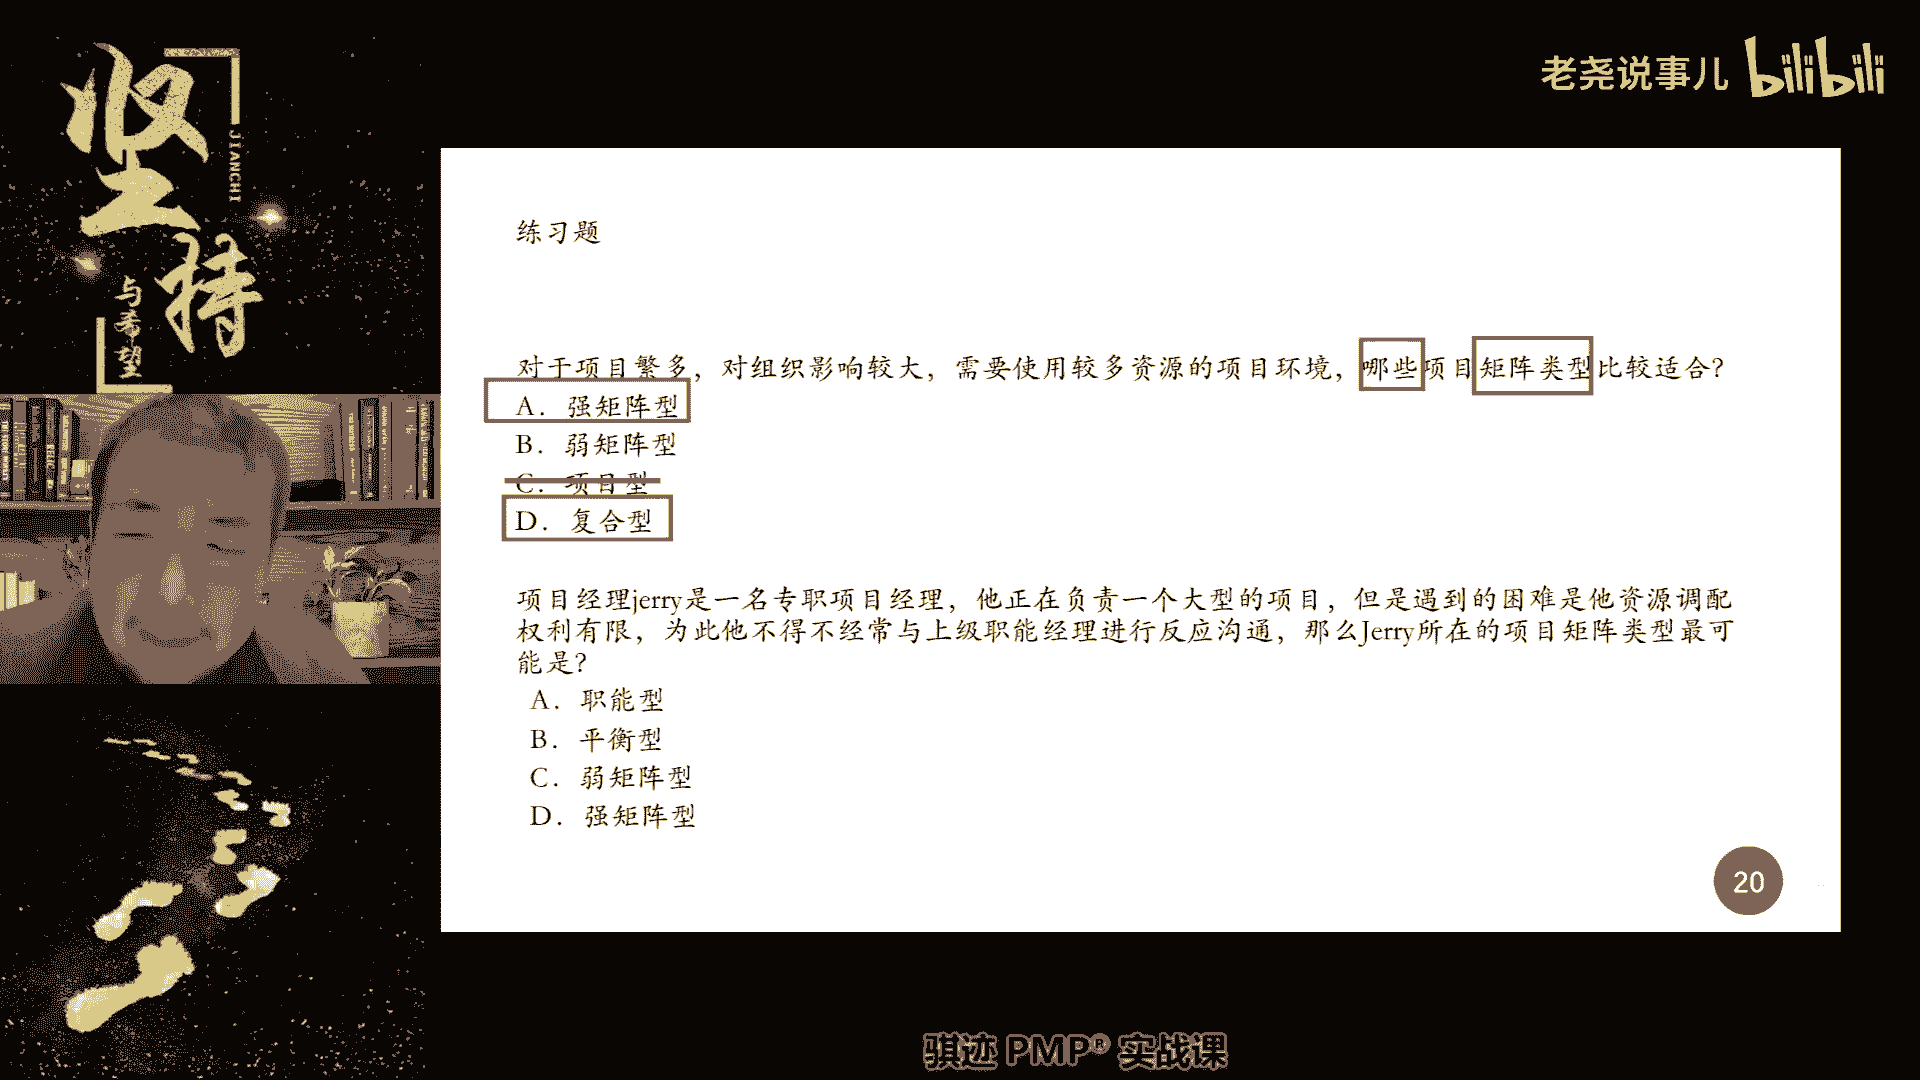 坚持
JIANCHI
与希望
老尧说事儿 bilibili
练习题
对于项目繁多，对组织影响较大，需要使用较多资源的项目环境，哪些项目矩阵类型比较适合？
A．强矩阵型
B．弱矩阵型
C．项目型
D．复合型
项目经理jerry是一名专职项目经理，他正在负责一个大型的项目，但是遇到的困难是他资源调配
权利有限，为此他不得不经常与上级职能经理进行反应沟通，那么Jerry所在的项目矩阵类型最可
能是？
A．职能型
B．平衡型
C．弱矩阵型
D．强矩阵型
20
骐迹 PMP® 实战课